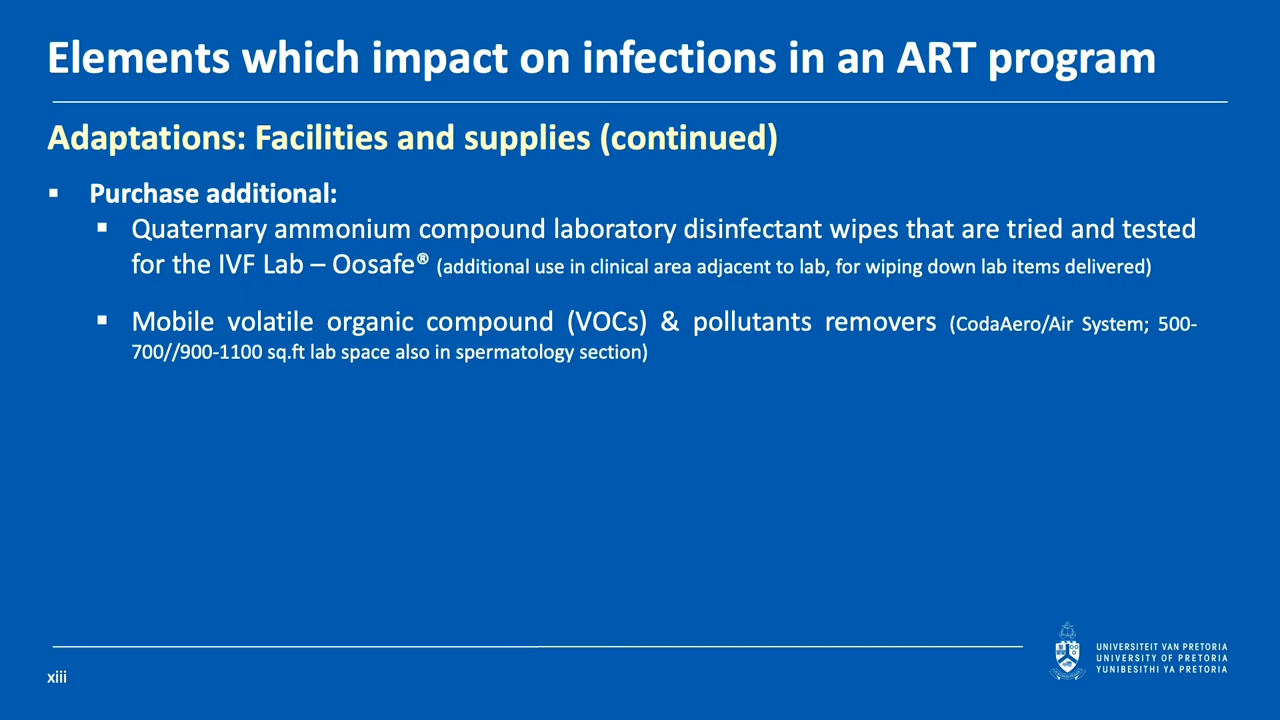 Elements which impact on infections in an ART program
Adaptations: Facilities and supplies (continued)
▪ Purchase additional:
▪ Quaternary ammonium compound laboratory disinfectant wipes that are tried and tested
for the IVF Lab – Oosafe® (additional use in clinical area adjacent to lab, for wiping down lab items delivered)
▪ Mobile volatile organic compound (VOCs) & pollutants removers (CodaAero/Air System; 500-
700//900-1100 sq.ft lab space also in spermatology section)
UNIVERSITEIT VAN PRETORIA
UNIVERSITY OF PRETORIA
YUNIBESITHI YA PRETORIA
xiii